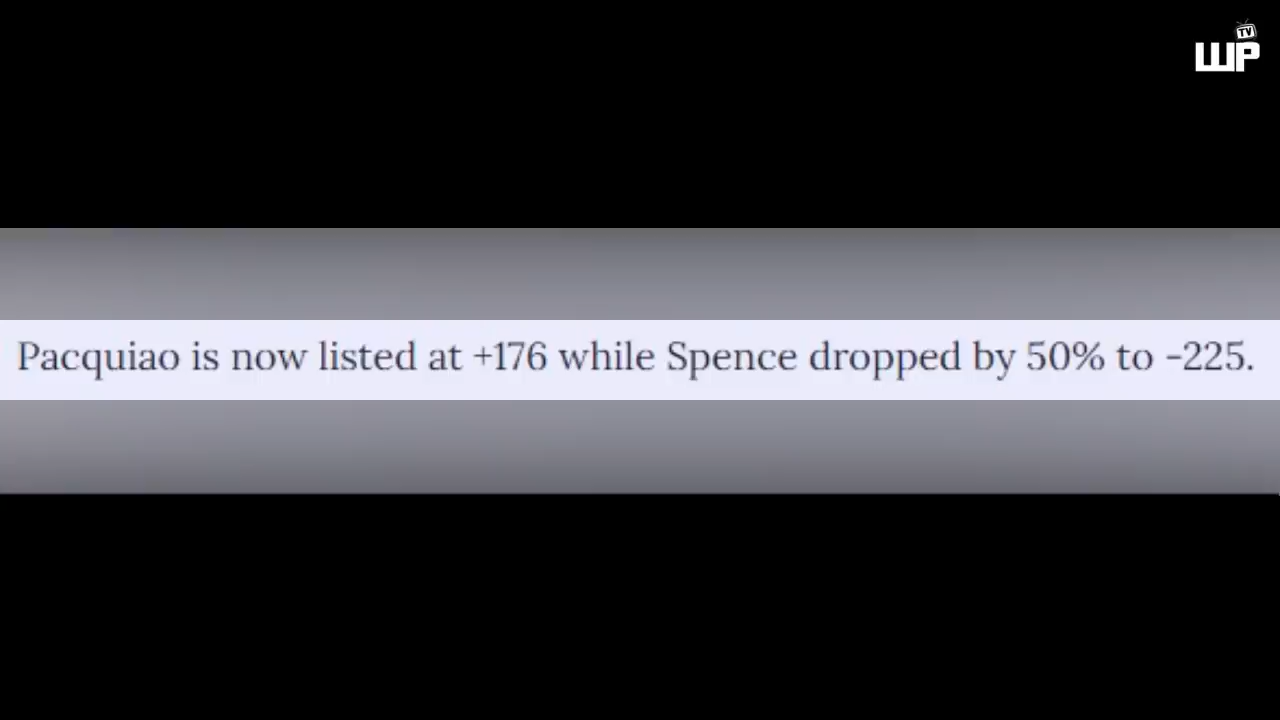 TV
WP
Pacquiao is now listed at +176 while Spence dropped by 50% to -225.